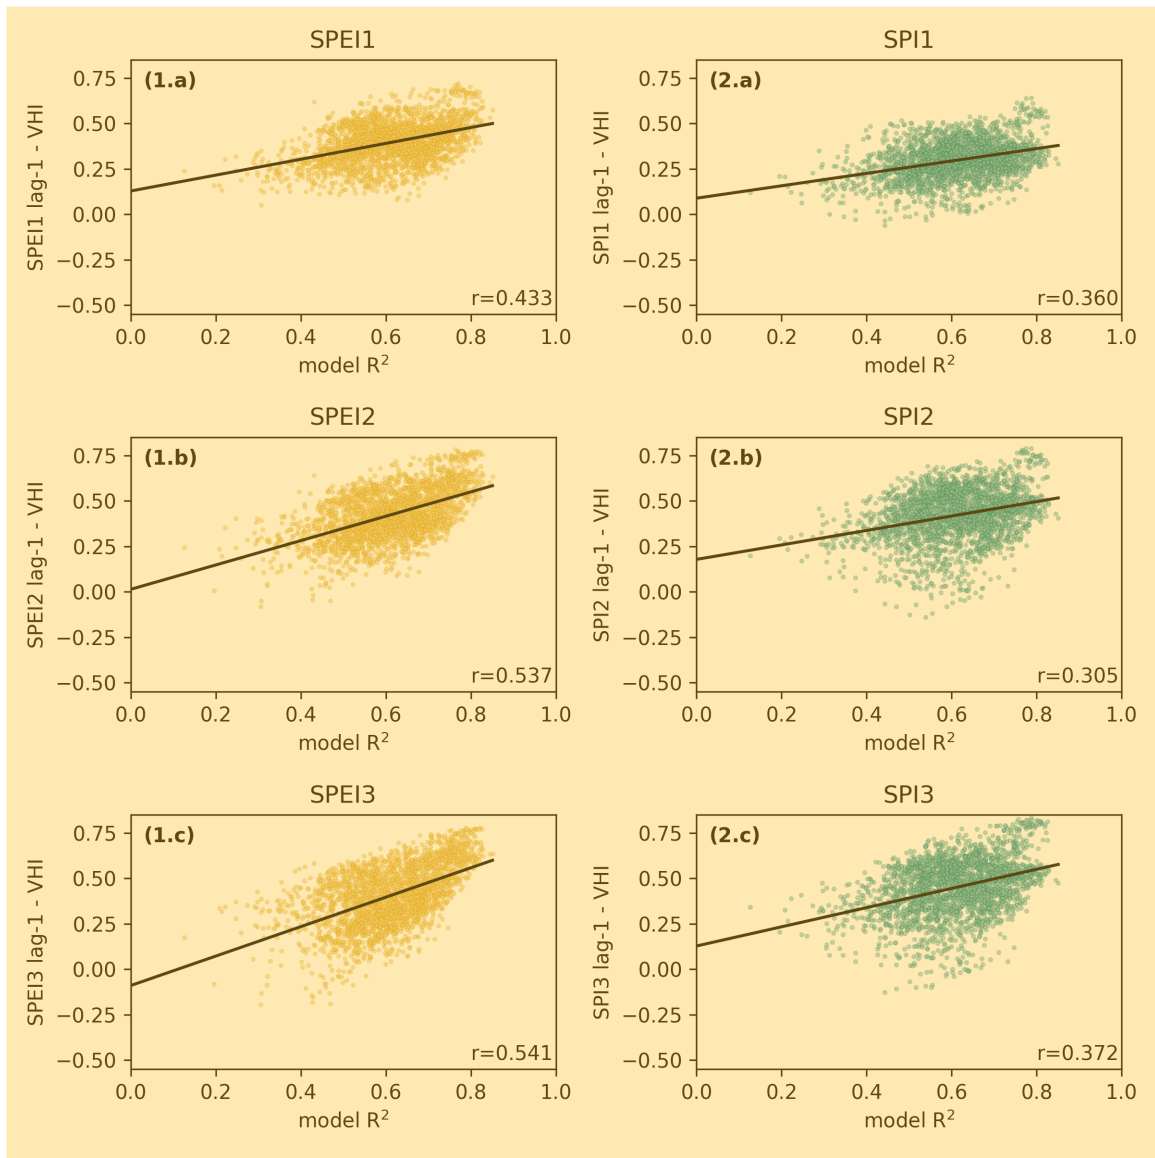 SPEI1
(1.a)
SPEI1 lag-1 - VHI
0.75
0.50
0.25
0.00
−0.25
−0.50
r=0.433
0.0 0.2 0.4 0.6 0.8 1.0
model R²
SPI1
(2.a)
SPI1 lag-1 - VHI
0.75
0.50
0.25
0.00
−0.25
−0.50
r=0.360
0.0 0.2 0.4 0.6 0.8 1.0
model R²
SPEI2
(1.b)
SPEI2 lag-1 - VHI
0.75
0.50
0.25
0.00
−0.25
−0.50
r=0.537
0.0 0.2 0.4 0.6 0.8 1.0
model R²
SPI2
(2.b)
SPI2 lag-1 - VHI
0.75
0.50
0.25
0.00
−0.25
−0.50
r=0.305
0.0 0.2 0.4 0.6 0.8 1.0
model R²
SPEI3
(1.c)
SPEI3 lag-1 - VHI
0.75
0.50
0.25
0.00
−0.25
−0.50
r=0.541
0.0 0.2 0.4 0.6 0.8 1.0
model R²
SPI3
(2.c)
SPI3 lag-1 - VHI
0.75
0.50
0.25
0.00
−0.25
−0.50
r=0.372
0.0 0.2 0.4 0.6 0.8 1.0
model R²